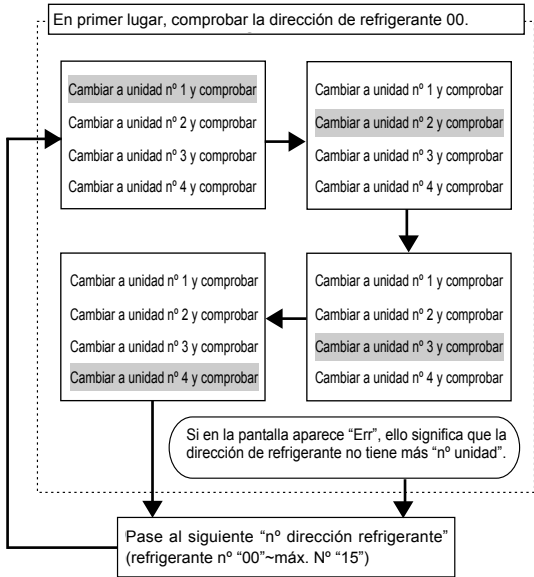 En primer lugar, comprobar la dirección de refrigerante 00.
Cambiar a unidad nº 1 y comprobar
Cambiar a unidad nº 2 y comprobar
Cambiar a unidad nº 3 y comprobar
Cambiar a unidad nº 4 y comprobar
Cambiar a unidad nº 1 y comprobar
Cambiar a unidad nº 2 y comprobar
Cambiar a unidad nº 3 y comprobar
Cambiar a unidad nº 4 y comprobar
Cambiar a unidad nº 1 y comprobar
Cambiar a unidad nº 2 y comprobar
Cambiar a unidad nº 3 y comprobar
Cambiar a unidad nº 4 y comprobar
Cambiar a unidad nº 1 y comprobar
Cambiar a unidad nº 2 y comprobar
Cambiar a unidad nº 3 y comprobar
Cambiar a unidad nº 4 y comprobar
Si en la pantalla aparece “Err”, ello significa que la
dirección de refrigerante no tiene más “nº unidad”.
Pase al siguiente “nº dirección refrigerante”
(refrigerante nº “00”~máx. Nº “15”)